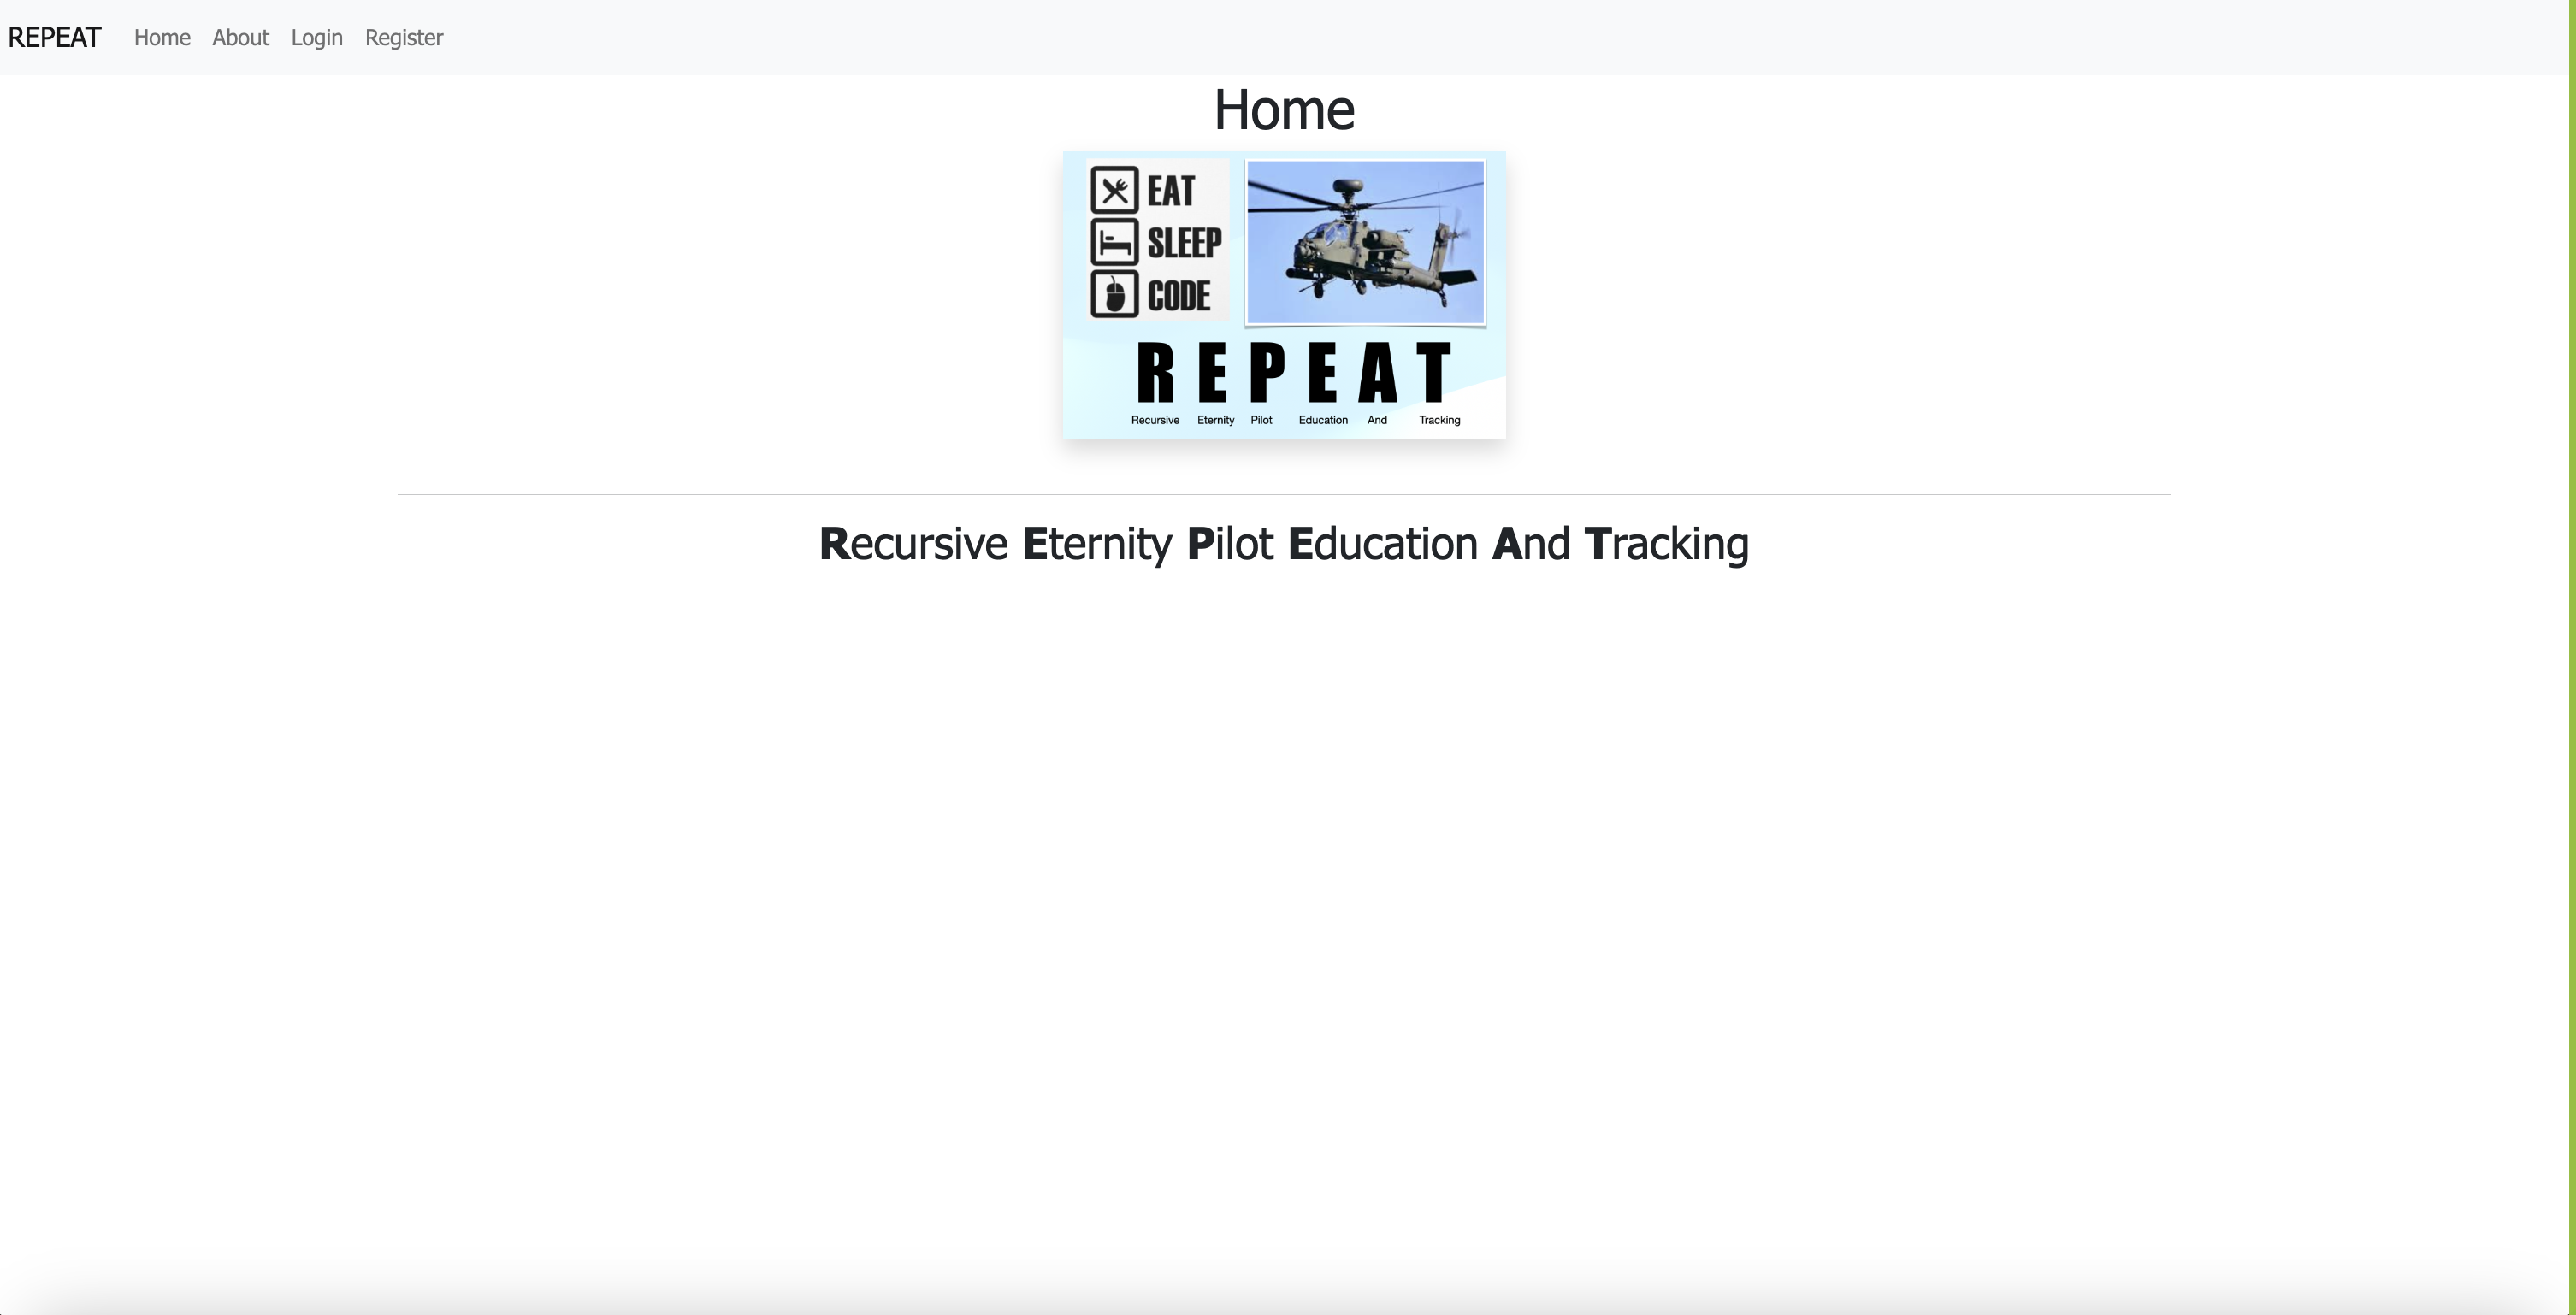 REPEAT Home About Login Register
Home
EAT
SLEEP
CODE
REPEAT
Recursive Eternity Pilot Education And Tracking
Recursive Eternity Pilot Education And Tracking